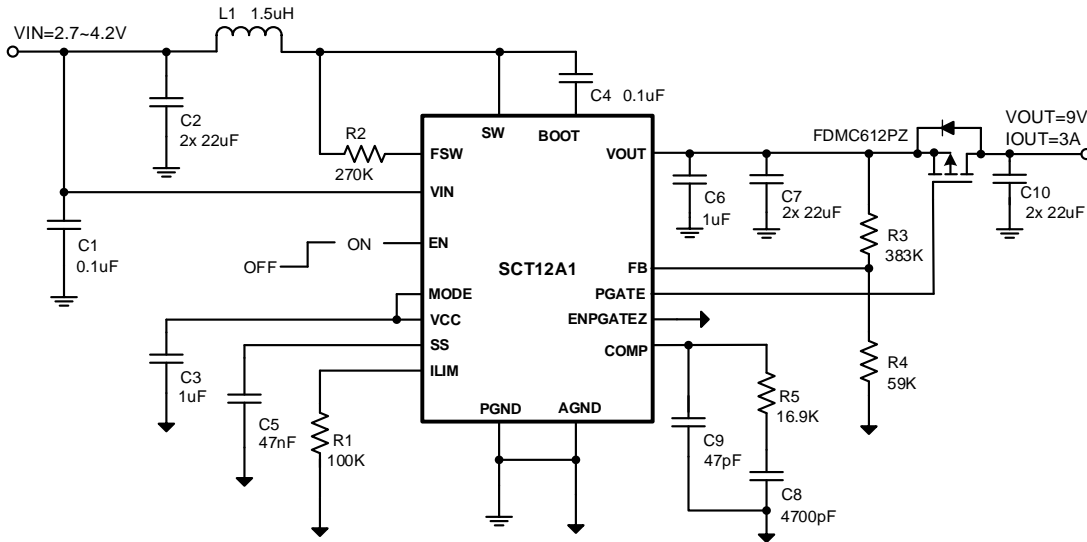 VIN=2.7~4.2V
L1 1.5uH
C2
2x 22uF
C4 0.1uF
R2
270K
C1
0.1uF
OFF
ON
SW
BOOT
FSW
VIN
EN
MODE
VCC
SS
ILIM
SCT12A1
VOUT
FB
PGATE
ENPGATEZ
COMP
PGND
AGND
C3
1uF
C5
47nF
R1
100K
C6
1uF
C7
2x 22uF
FDMC612PZ
VOUT=9V
IOUT=3A
C10
2x 22uF
R3
383K
R4
59K
R5
16.9K
C9
47pF
C8
4700pF